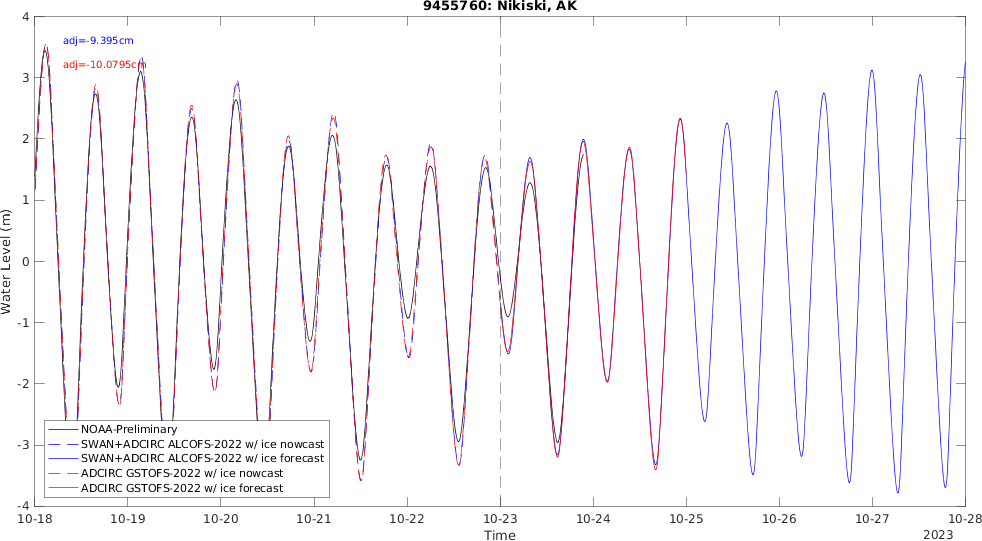 9455760: Nikiski, AK
adj=-9.395cm
adj=-10.0795cm
Water Level (m)
4
3
2
1
0
-1
-2
-3
-4
NOAA-Preliminary
SWAN+ADCIRC ALCOFS-2022 w/ ice nowcast
SWAN+ADCIRC ALCOFS-2022 w/ ice forecast
ADCIRC GSTOFS-2022 w/ ice nowcast
ADCIRC GSTOFS-2022 w/ ice forecast
10-18 10-19 10-20 10-21 10-22 10-23 10-24 10-25 10-26 10-27 10-28
Time
2023